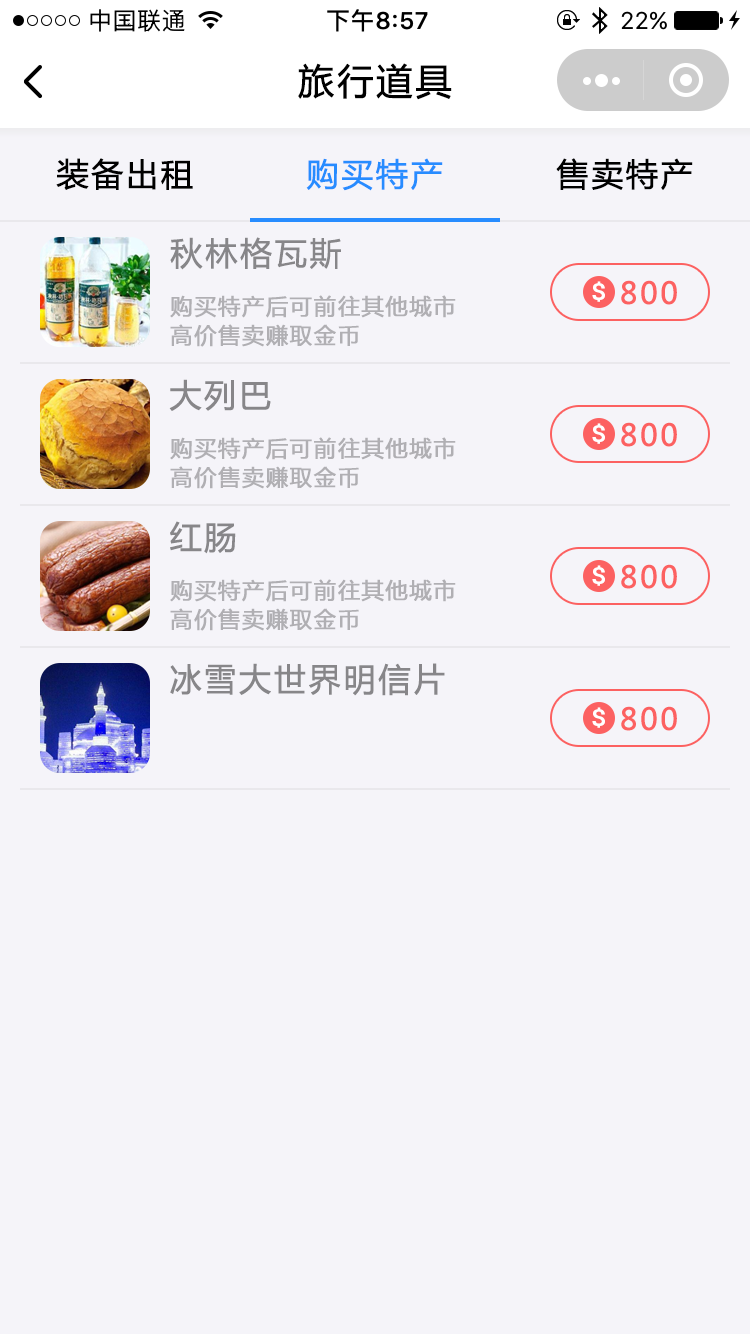 中国联通 下午8:57 22%
旅行道具
装备出租 购买特产 售卖特产
秋林格瓦斯
购买特产后可前往其他城市
高价售卖赚取金币
$800
大列巴
购买特产后可前往其他城市
高价售卖赚取金币
$800
红肠
购买特产后可前往其他城市
高价售卖赚取金币
$800
冰雪大世界明信片
$800